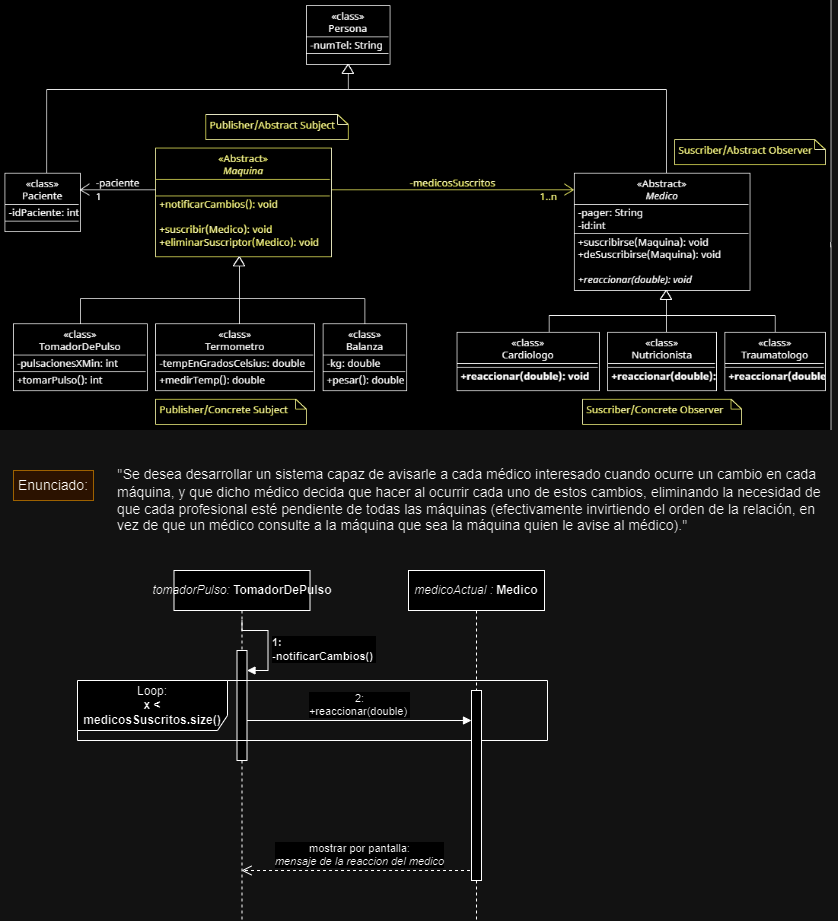 «class»
Persona
-numTel: String
Publisher/Abstract Subject
Suscriber/Abstract Observer
«class»
Paciente
-idPaciente: int
-paciente
1
«Abstract»
Maquina
+notificarCambios(): void
+suscribir(Medico): void
+eliminarSuscriptor(Medico): void
-medicosSuscritos
1..n
«Abstract»
Medico
-pager: String
-id:int
+suscribirse(Maquina): void
+deSuscribirse(Maquina): void
+reaccionar(double): void
«class»
TomadorDePulso
-pulsacionesXMin: int
+tomarPulso(): int
«class»
Termometro
-tempEnGradosCelsius: double
+medirTemp(): double
«class»
Balanza
-kg: double
+pesar(): double
«class»
Cardiologo
+reaccionar(double): void
«class»
Nutricionista
+reaccionar(double):
«class»
Traumatologo
+reaccionar(double
Publisher/Concrete Subject
Suscriber/Concrete Observer
Enunciado:
"Se desea desarrollar un sistema capaz de avisarle a cada médico interesado cuando ocurre un cambio en cada
máquina, y que dicho médico decida que hacer al ocurrir cada uno de estos cambios, eliminando la necesidad de
que cada profesional esté pendiente de todas las máquinas (efectivamente invirtiendo el orden de la relación, en
vez de que un médico consulte a la máquina que sea la máquina quien le avise al médico)."
tomadorPulso: TomadorDePulso
medicoActual : Medico
1:
-notificarCambios()
Loop:
x <
medicosSuscritos.size()
2:
+reaccionar(double)
mostrar por pantalla:
mensaje de la reaccion del medico